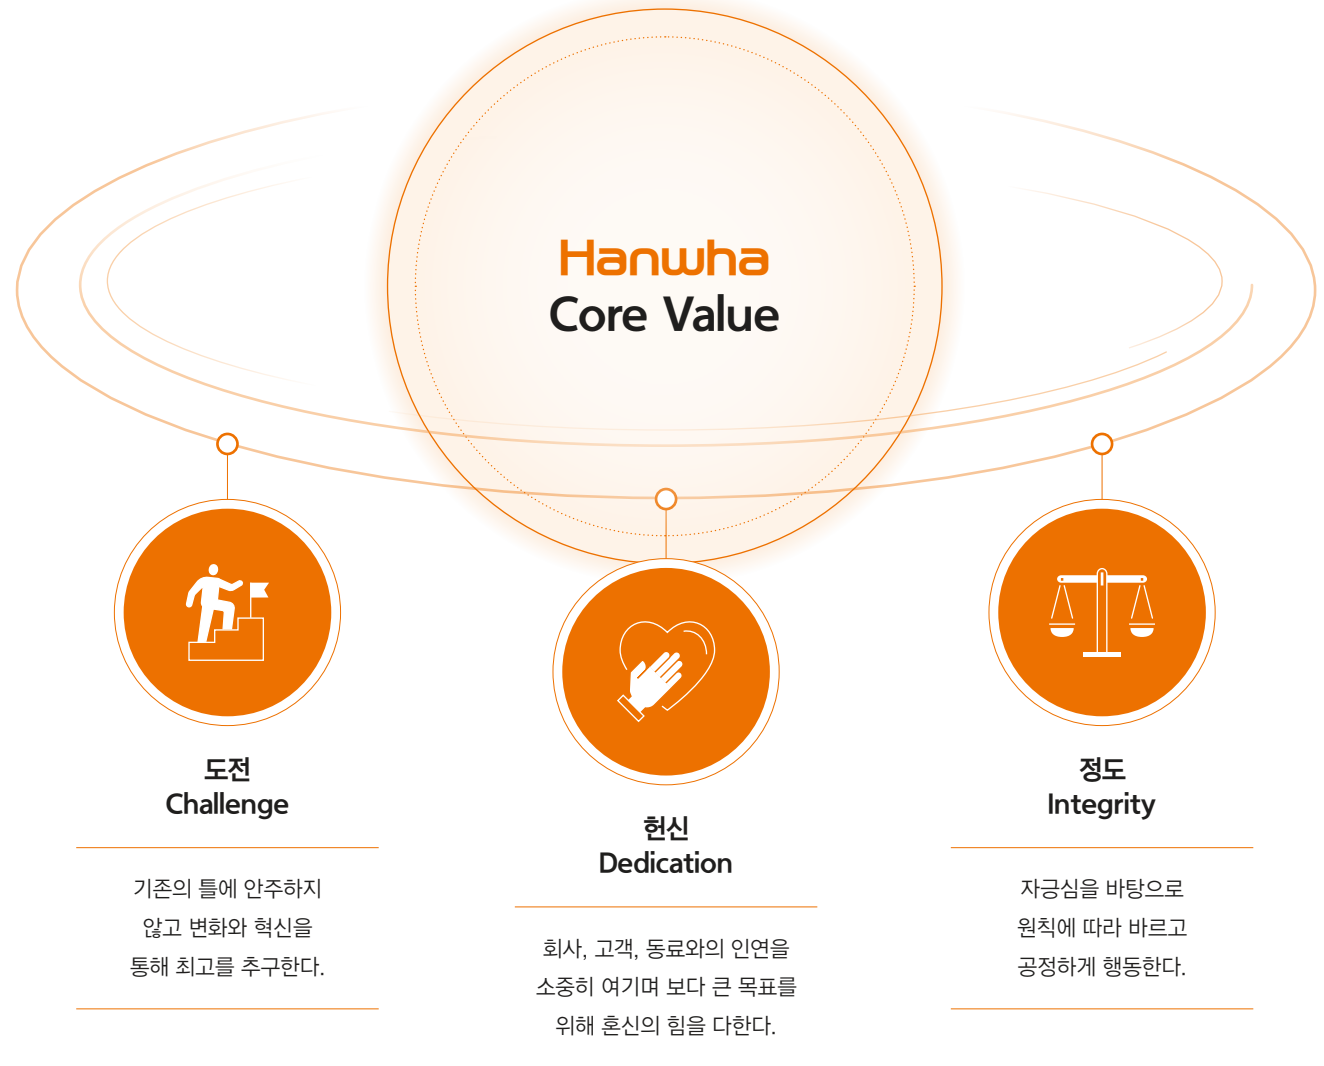 Hanwha
Core Value
도전
Challenge
기존의 틀에 안주하지
않고 변화와 혁신을
통해 최고를 추구한다.
헌신
Dedication
회사, 고객, 동료와의 인연을
소중히 여기며 보다 큰 목표를
위해 혼신의 힘을 다한다.
정도
Integrity
자긍심을 바탕으로
원칙에 따라 바르고
공정하게 행동한다.